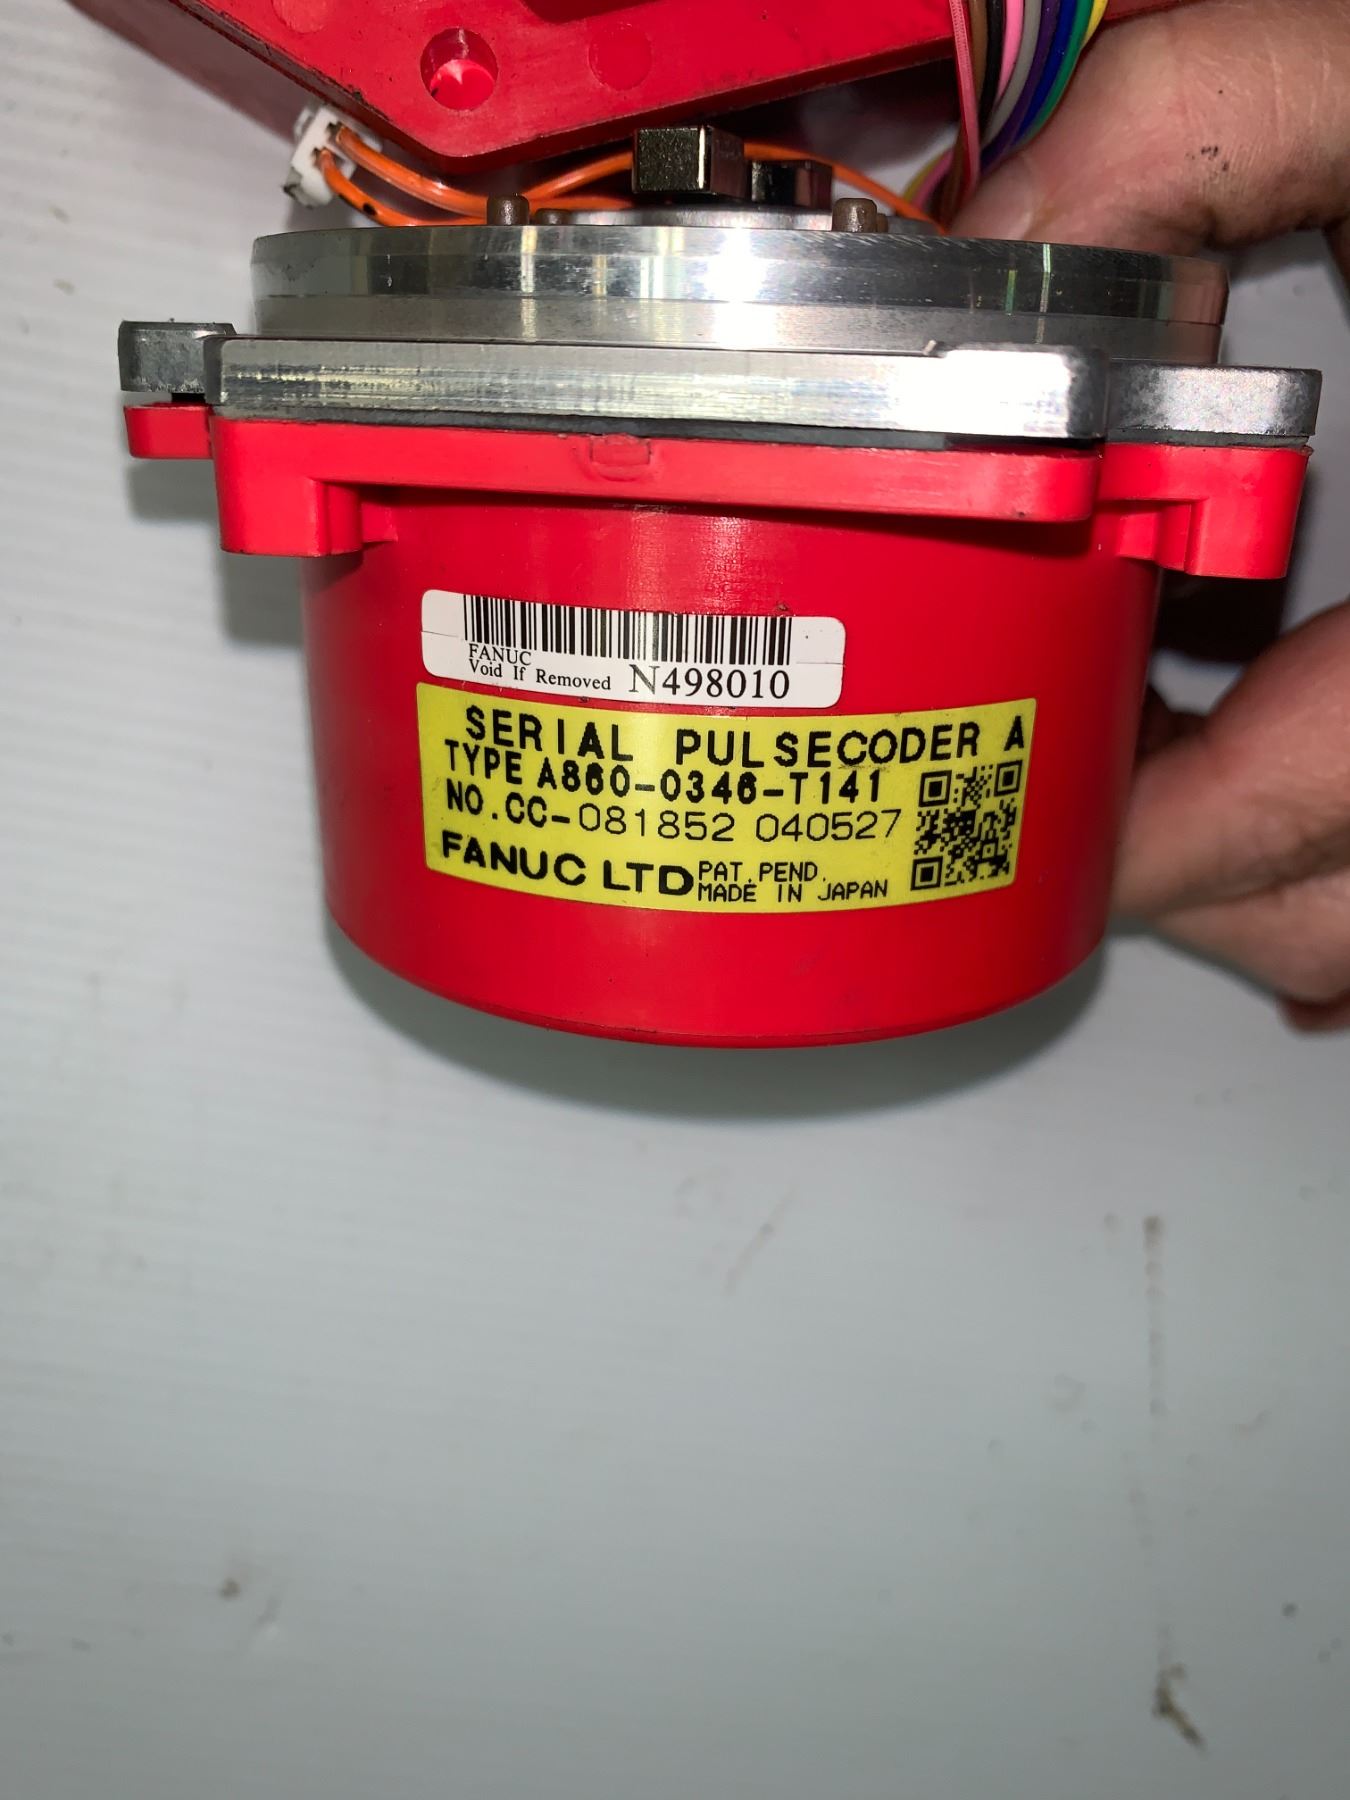 FANUC
Void If Removed N498010
SERIAL PULSECODER A
TYPE A860-0346-T141
NO.CC-081852 040527
FANUC LTD PAT.PEND.
MADE IN JAPAN